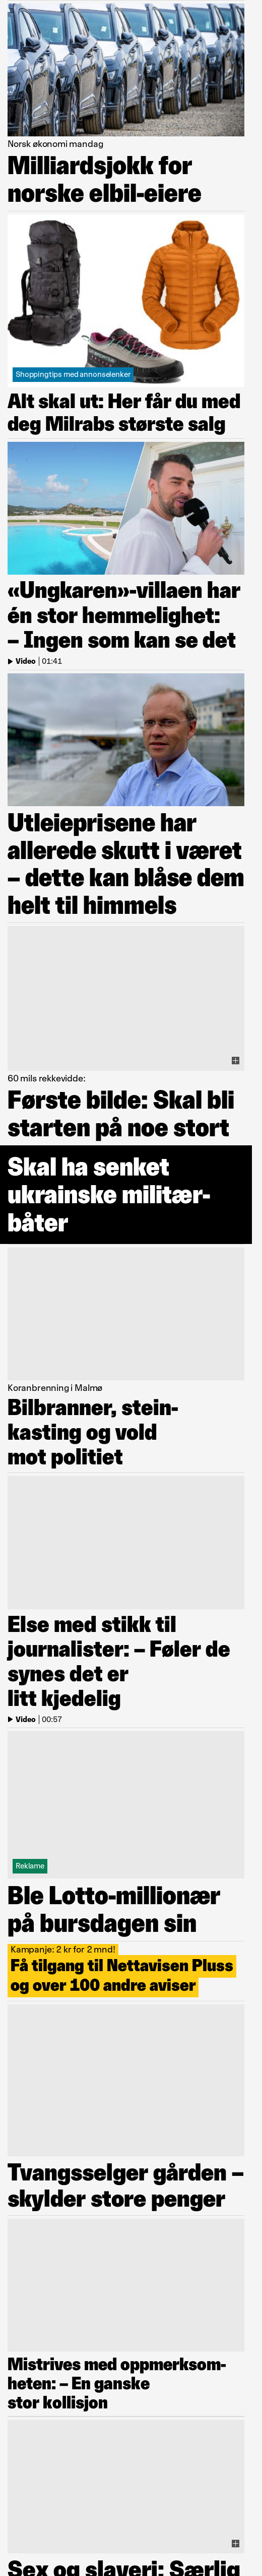 Norsk økonomi mandag
Milliardsjokk for
norske elbil-eiere
Shoppingtips med annonselenker
Alt skal ut: Her får du med
deg Milrabs største salg
«Ungkaren»-villaen har
én stor hemmelighet:
– Ingen som kan se det
Video | 01:41
Utleieprisene har
allerede skutt i været
– dette kan blåse dem
helt til himmels
60 mils rekkevidde:
Første bilde: Skal bli
starten på noe stort
Skal ha senket
ukrainske militær-
båter
Koranbrenning i Malmø
Bilbranner, stein-
kasting og vold
mot politiet
Else med stikk til
journalister: – Føler de
synes det er
litt kjedelig
Video | 00:57
Reklame
Ble Lotto-millionær
på bursdagen sin
Kampanje: 2 kr for 2 mnd!
Få tilgang til Nettavisen Pluss
og over 100 andre aviser
Tvangsselger gården –
skylder store penger
Mistrives med oppmerksom-
heten: – En ganske
stor kollisjon
Sex og slaveri: Særlig